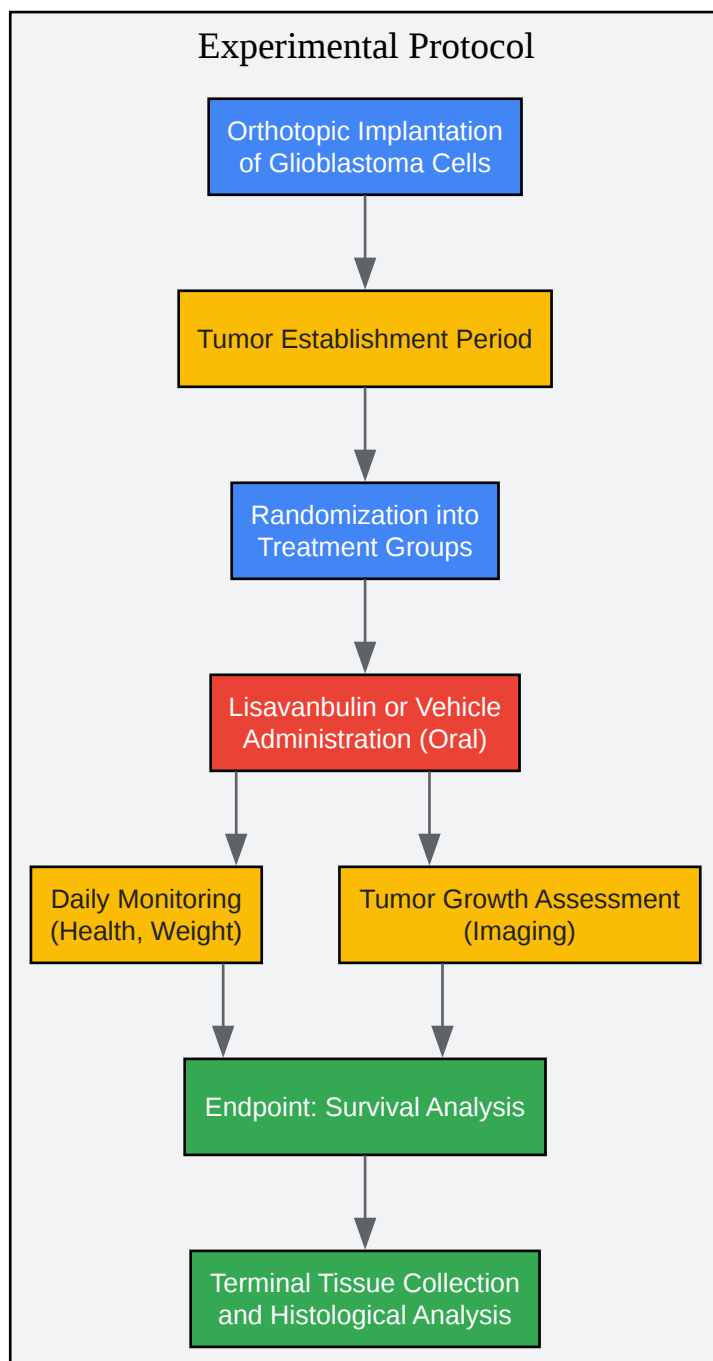 Experimental Protocol
Orthotopic Implantation
of Glioblastoma Cells
Tumor Establishment Period
Randomization into
Treatment Groups
Lisavanbulin or Vehicle
Administration (Oral)
Daily Monitoring
(Health, Weight)
Tumor Growth Assessment
(Imaging)
Endpoint: Survival Analysis
Terminal Tissue Collection
and Histological Analysis